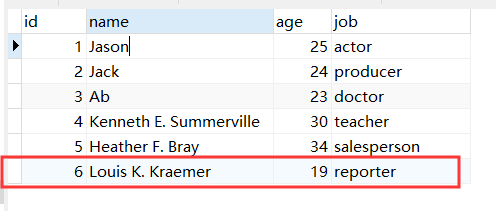 id name age job
1 Jason 25 actor
2 Jack 24 producer
3 Ab 23 doctor
4 Kenneth E. Summerville 30 teacher
5 Heather F. Bray 34 salesperson
6 Louis K. Kraemer 19 reporter